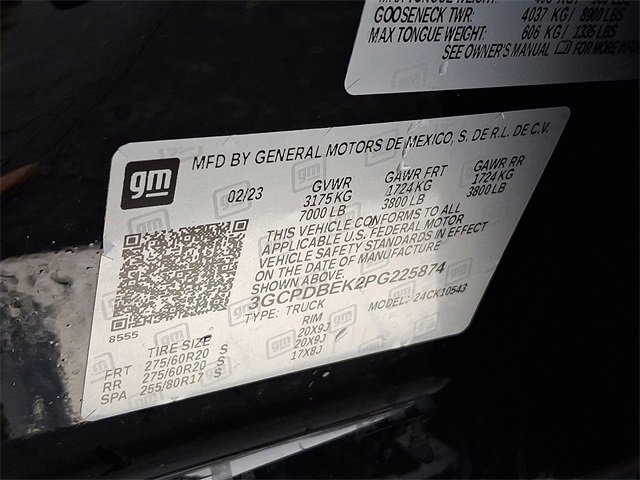 GOOSENECK TWR: 4037 KG/ 8900 LBS
MAX TONGUE WEIGHT: 606 KG/ 1335 LBS
SEE OWNER'S MANUAL FOR MORE INFO
gm
MFD BY GENERAL MOTORS DE MEXICO, S. DE R.L. DE C.V.
02/23
GVWR
3175 KG
7000 LB
GAWR FRT
1724 KG
3800 LB
GAWR RR
1724 KG
3800 LB
THIS VEHICLE CONFORMS TO ALL
APPLICABLE U.S. FEDERAL MOTOR
VEHICLE SAFETY STANDARDS IN EFFECT
ON THE DATE OF MANUFACTURE
SHOWN ABOVE.
3GCPDBEK2PG225874
TYPE: TRUCK MODEL: 24CK10543
8555
TIRE SIZE RIM
FRT 275/60R20 S 20X9J
RR 275/60R20 S 20X9J
SPA 255/80R17 S 17X8J